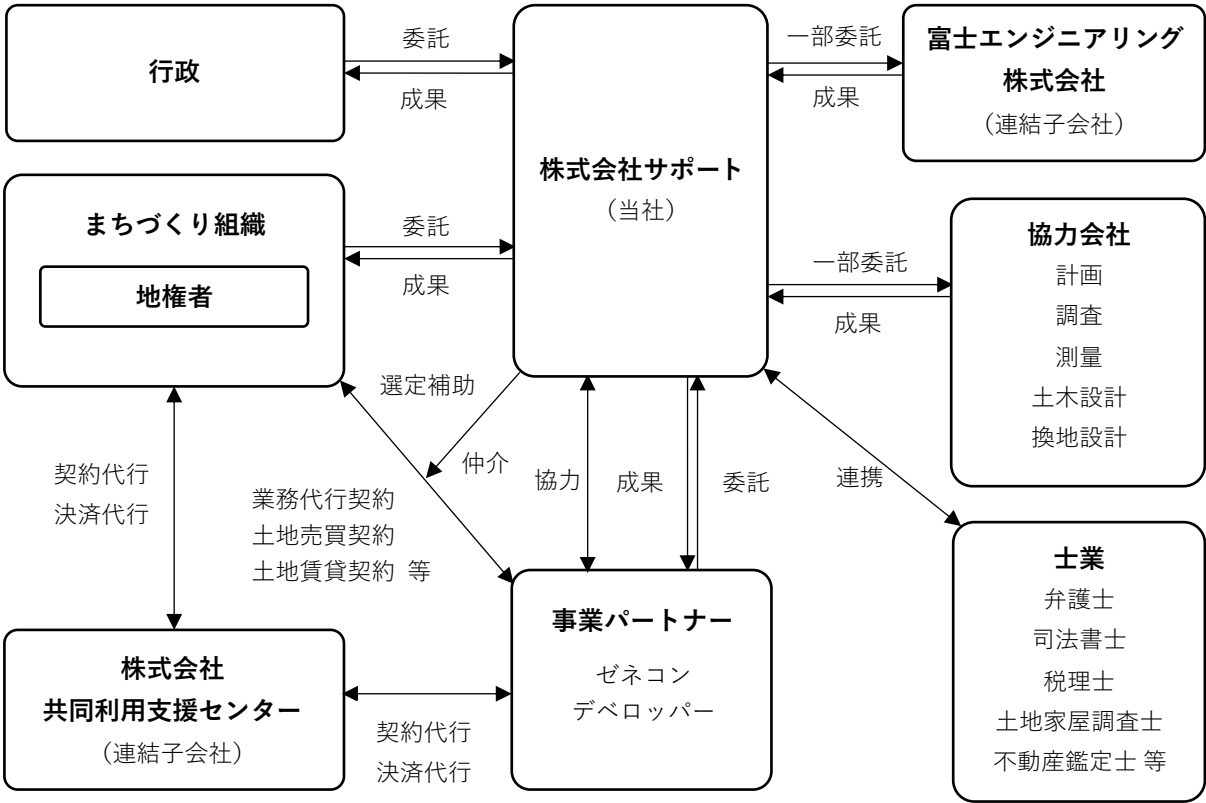 行政
委託
成果
株式会社サポート
（当社）
一部委託
成果
富士エンジニアリング
株式会社
（連結子会社）
まちづくり組織
地権者
委託
成果
一部委託
成果
協力会社
計画
調査
測量
土木設計
換地設計
選定補助
仲介
契約代行
決済代行
業務代行契約
土地売買契約
土地賃貸契約 等
協力
成果
委託
連携
株式会社
共同利用支援センター
（連結子会社）
契約代行
決済代行
事業パートナー
ゼネコン
デベロッパー
士業
弁護士
司法書士
税理士
土地家屋調査士
不動産鑑定士 等